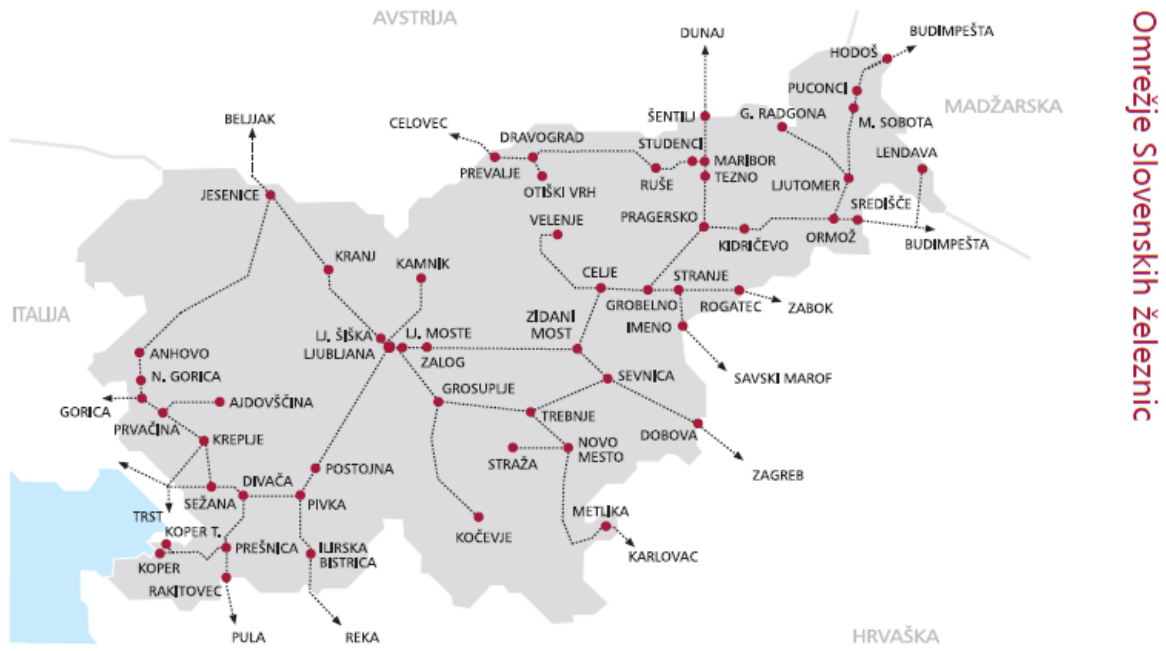 AVSTRIJA
DUNAJ
BUDIMPEŠTA
HODOŠ
PUCONCI
MADŽARSKA
G. RADGONA
M. SOBOTA
ŠENTILJ
BELJJAK
CELOVEC
DRAVOGRAD
STUDENCI
MARIBOR
LENDAVA
PREVALJE
RUŠE
TEZNO
LJUTOMER
OTIŠKI VRH
JESENICE
VELENJE
PRAGERSKO
SREDIŠČE
KIDRIČEVO
ORMOŽ
BUDIMPEŠTA
KRANJ
KAMNIK
CELJE
STRANJE
GROBELNO
ROGATEC
ZABOK
ITALIJA
ZIDANI
MOST
IMENO
LJ. ŠIŠKA
LJ. MOSTE
LJUBLJANA
ZALOG
ANHOVO
N. GORICA
SEVNICA
SAVSKI MAROF
GROSUPLJE
GORICA
AJDOVŠČINA
TREBNJE
PRVAČINA
DOBOVA
KREPLJE
NOVO
MESTO
STRAŽA
POSTOJNA
ZAGREB
DIVAČA
SEŽANA
PIVKA
TRST
METLIKA
KOPER T.
KOČEVJE
PREŠNICA
ILIRSKA
BISTRICA
KARLOVAC
KOPER
RAKITOVEC
PULA
REKA
HRVAŠKA
Omrežje Slovenskih železnic